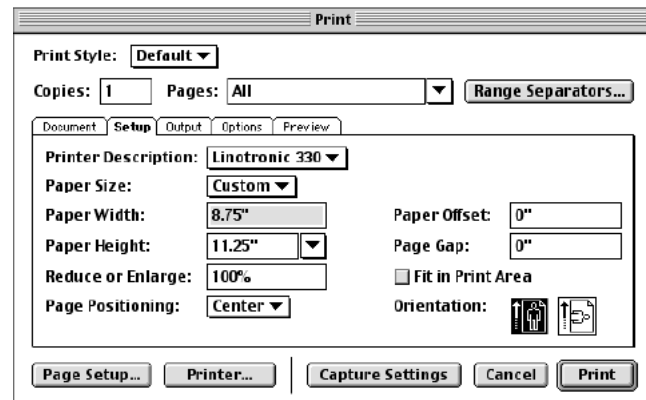 Print
Print Style: Default
Copies: 1 Pages: All Range Separators...
Document Setup Output Options Preview
Printer Description: Linotronic 330
Paper Size: Custom
Paper Width: 8.75" Paper Offset: 0"
Paper Height: 11.25" Page Gap: 0"
Reduce or Enlarge: 100% Fit in Print Area
Page Positioning: Center Orientation:
Page Setup... Printer... Capture Settings Cancel Print